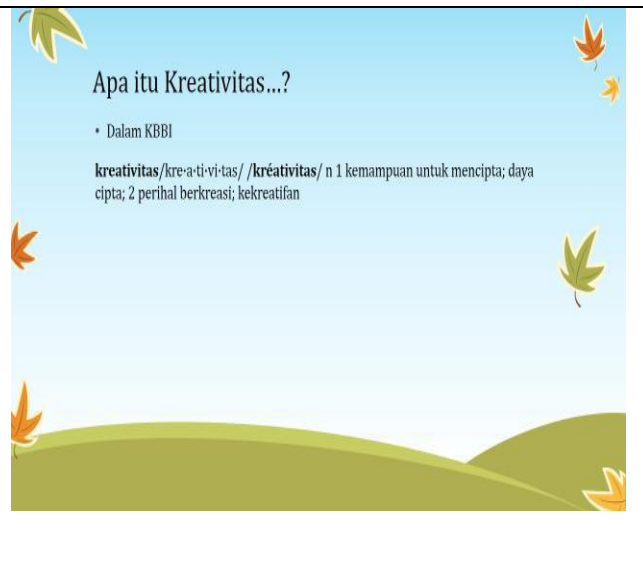 Apa itu Kreativitas...?
• Dalam KBBI
kreativitas/kre·a·ti·vi·tas/ /kréativitas/ n 1 kemampuan untuk mencipta; daya
cipta; 2 perihal berkreasi; kekreatifan